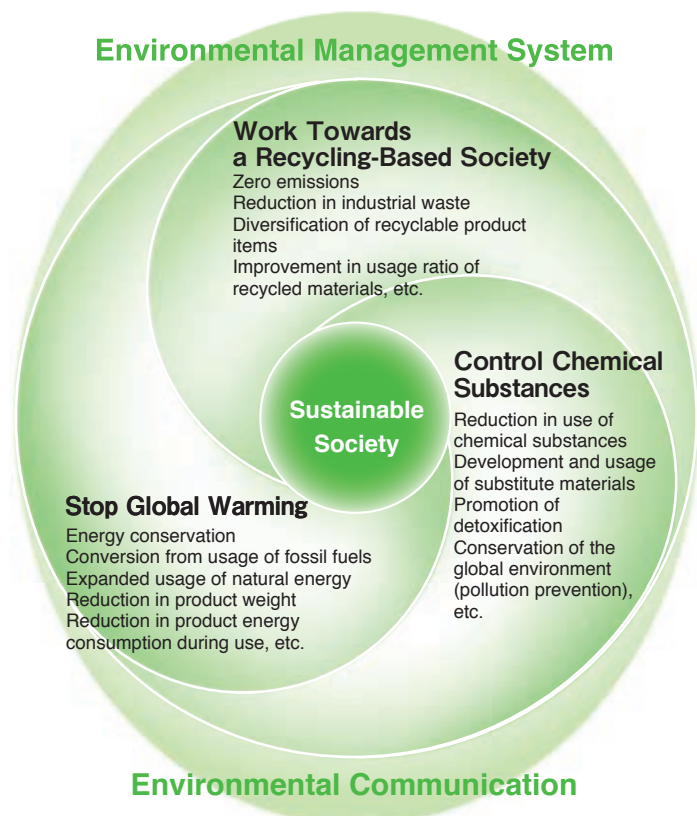 Environmental Management System
Work Towards
a Recycling-Based Society
Zero emissions
Reduction in industrial waste
Diversification of recyclable product
items
Improvement in usage ratio of
recycled materials, etc.
Sustainable
Society
Control Chemical
Substances
Reduction in use of
chemical substances
Development and usage
of substitute materials
Promotion of
detoxification
Conservation of the
global environment
(pollution prevention),
etc.
Stop Global Warming
Energy conservation
Conversion from usage of fossil fuels
Expanded usage of natural energy
Reduction in product weight
Reduction in product energy
consumption during use, etc.
Environmental Communication